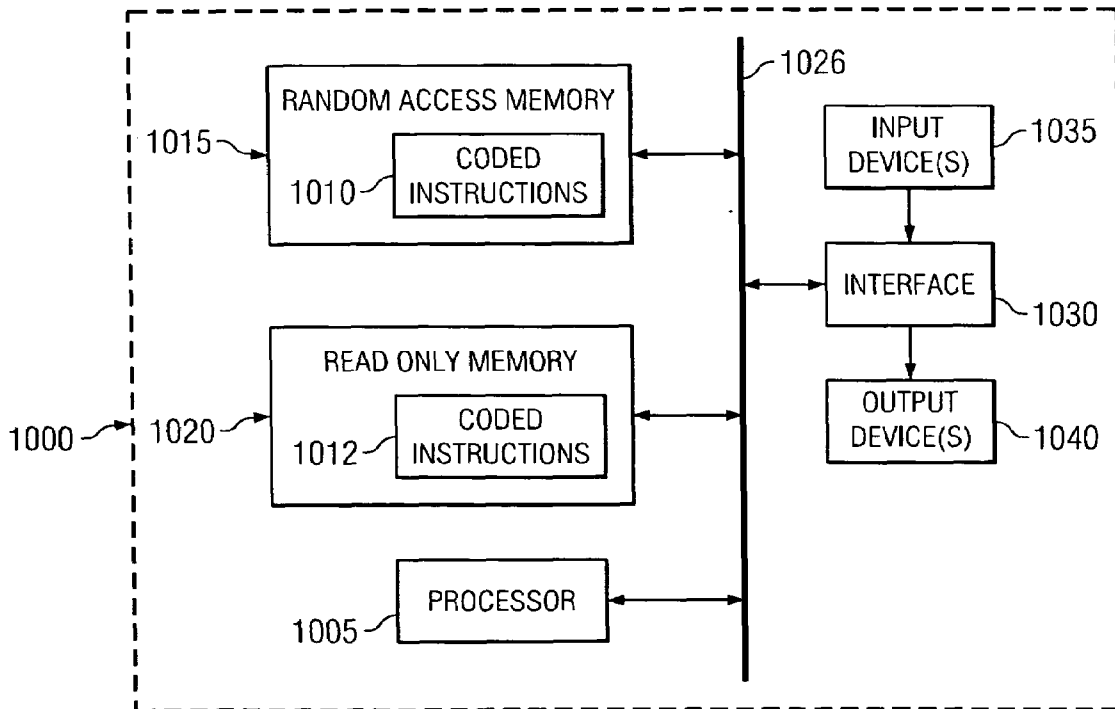 1026
RANDOM ACCESS MEMORY
1015
1010
CODED
INSTRUCTIONS
INPUT
DEVICE(S)
1035
INTERFACE
1030
READ ONLY MEMORY
1000
1020
1012
CODED
INSTRUCTIONS
OUTPUT
DEVICE(S)
1040
PROCESSOR
1005